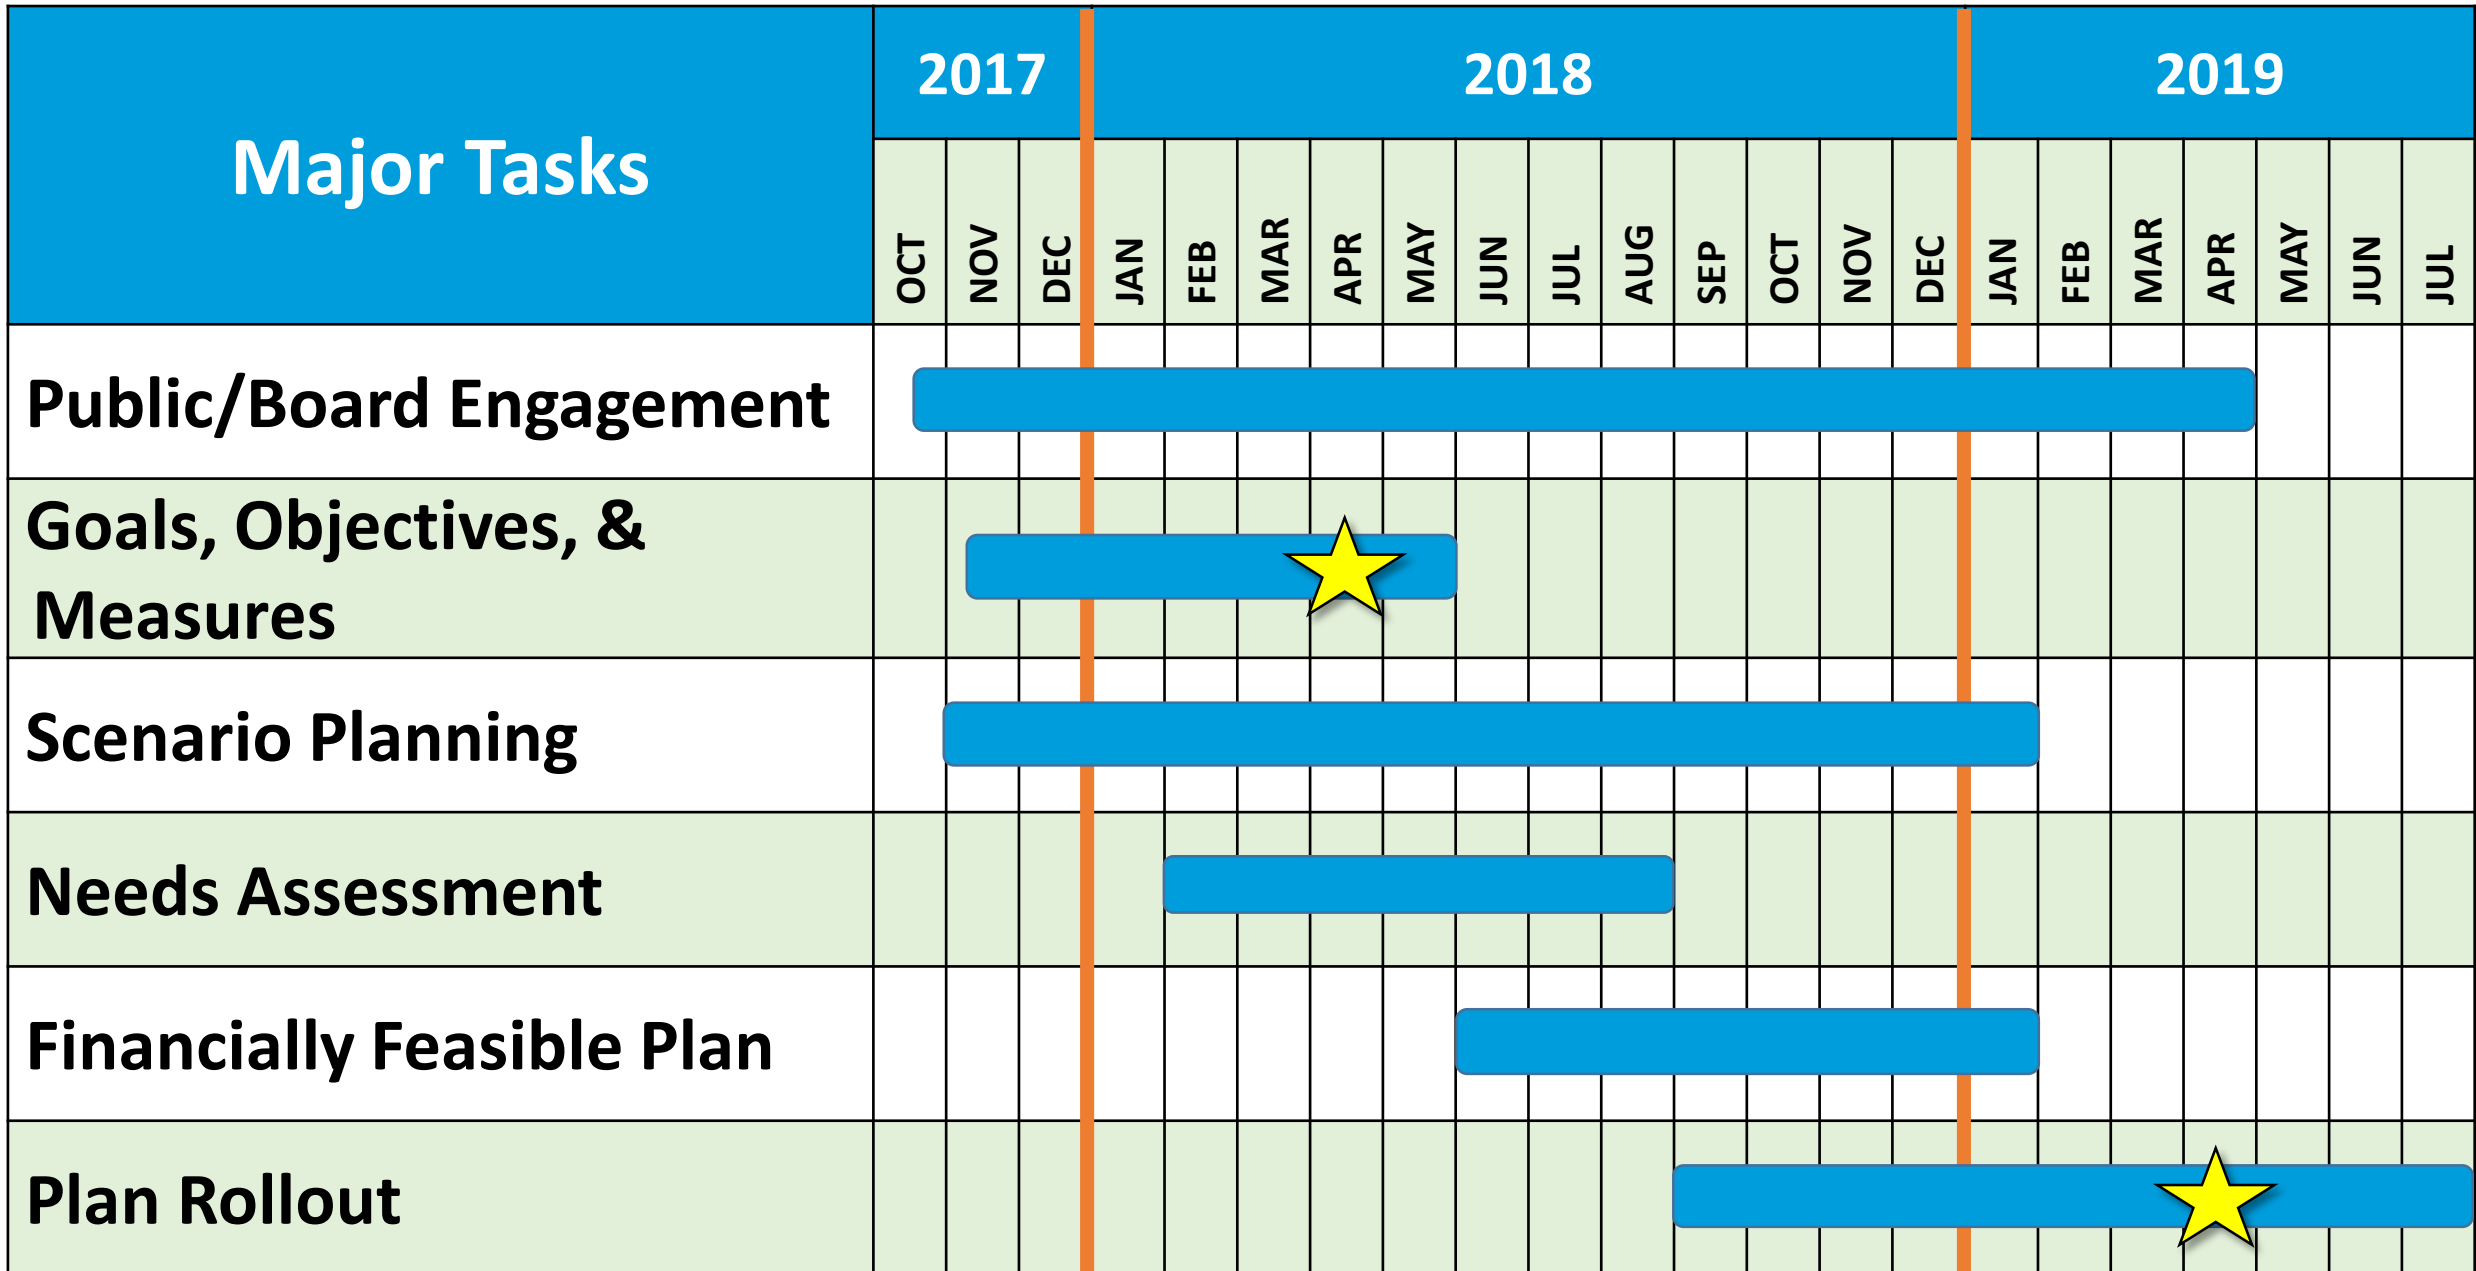 Major Tasks
2017 2018 2019
OCT NOV DEC JAN FEB MAR APR MAY JUN JUL AUG SEP OCT NOV DEC JAN FEB MAR APR MAY JUN JUL
Public/Board Engagement
Goals, Objectives, &
Measures
Scenario Planning
Needs Assessment
Financially Feasible Plan
Plan Rollout